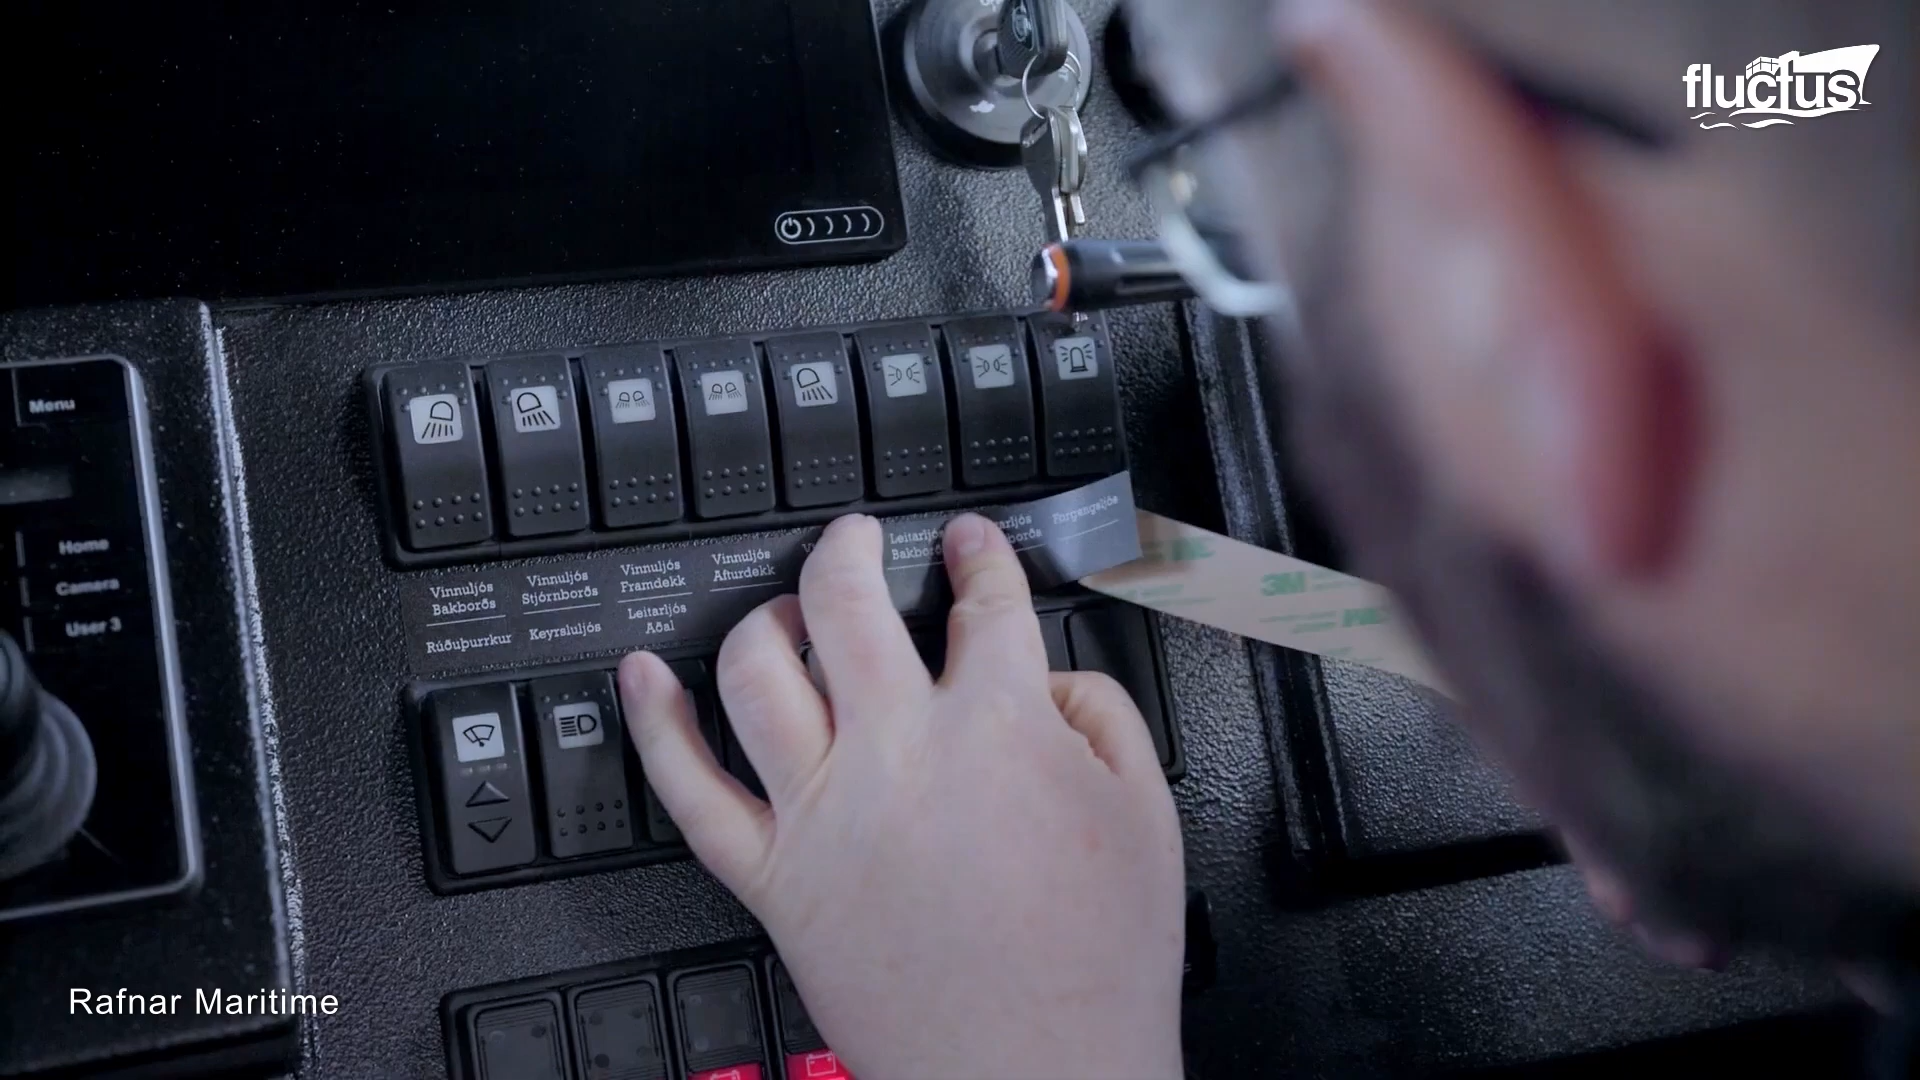 fluctus
Menu
Home
Camera
User 3
Vinnuljós
Bakborðs
Vinnuljós
Stjórnborðs
Vinnuljós
Framdekk
Vinnuljós
Afturdekk
Leitarljós
Forgangsljós
Rúðuþurrkur
Keyrsluljós
Leitarljós
Aðal
3M
Rafnar Maritime